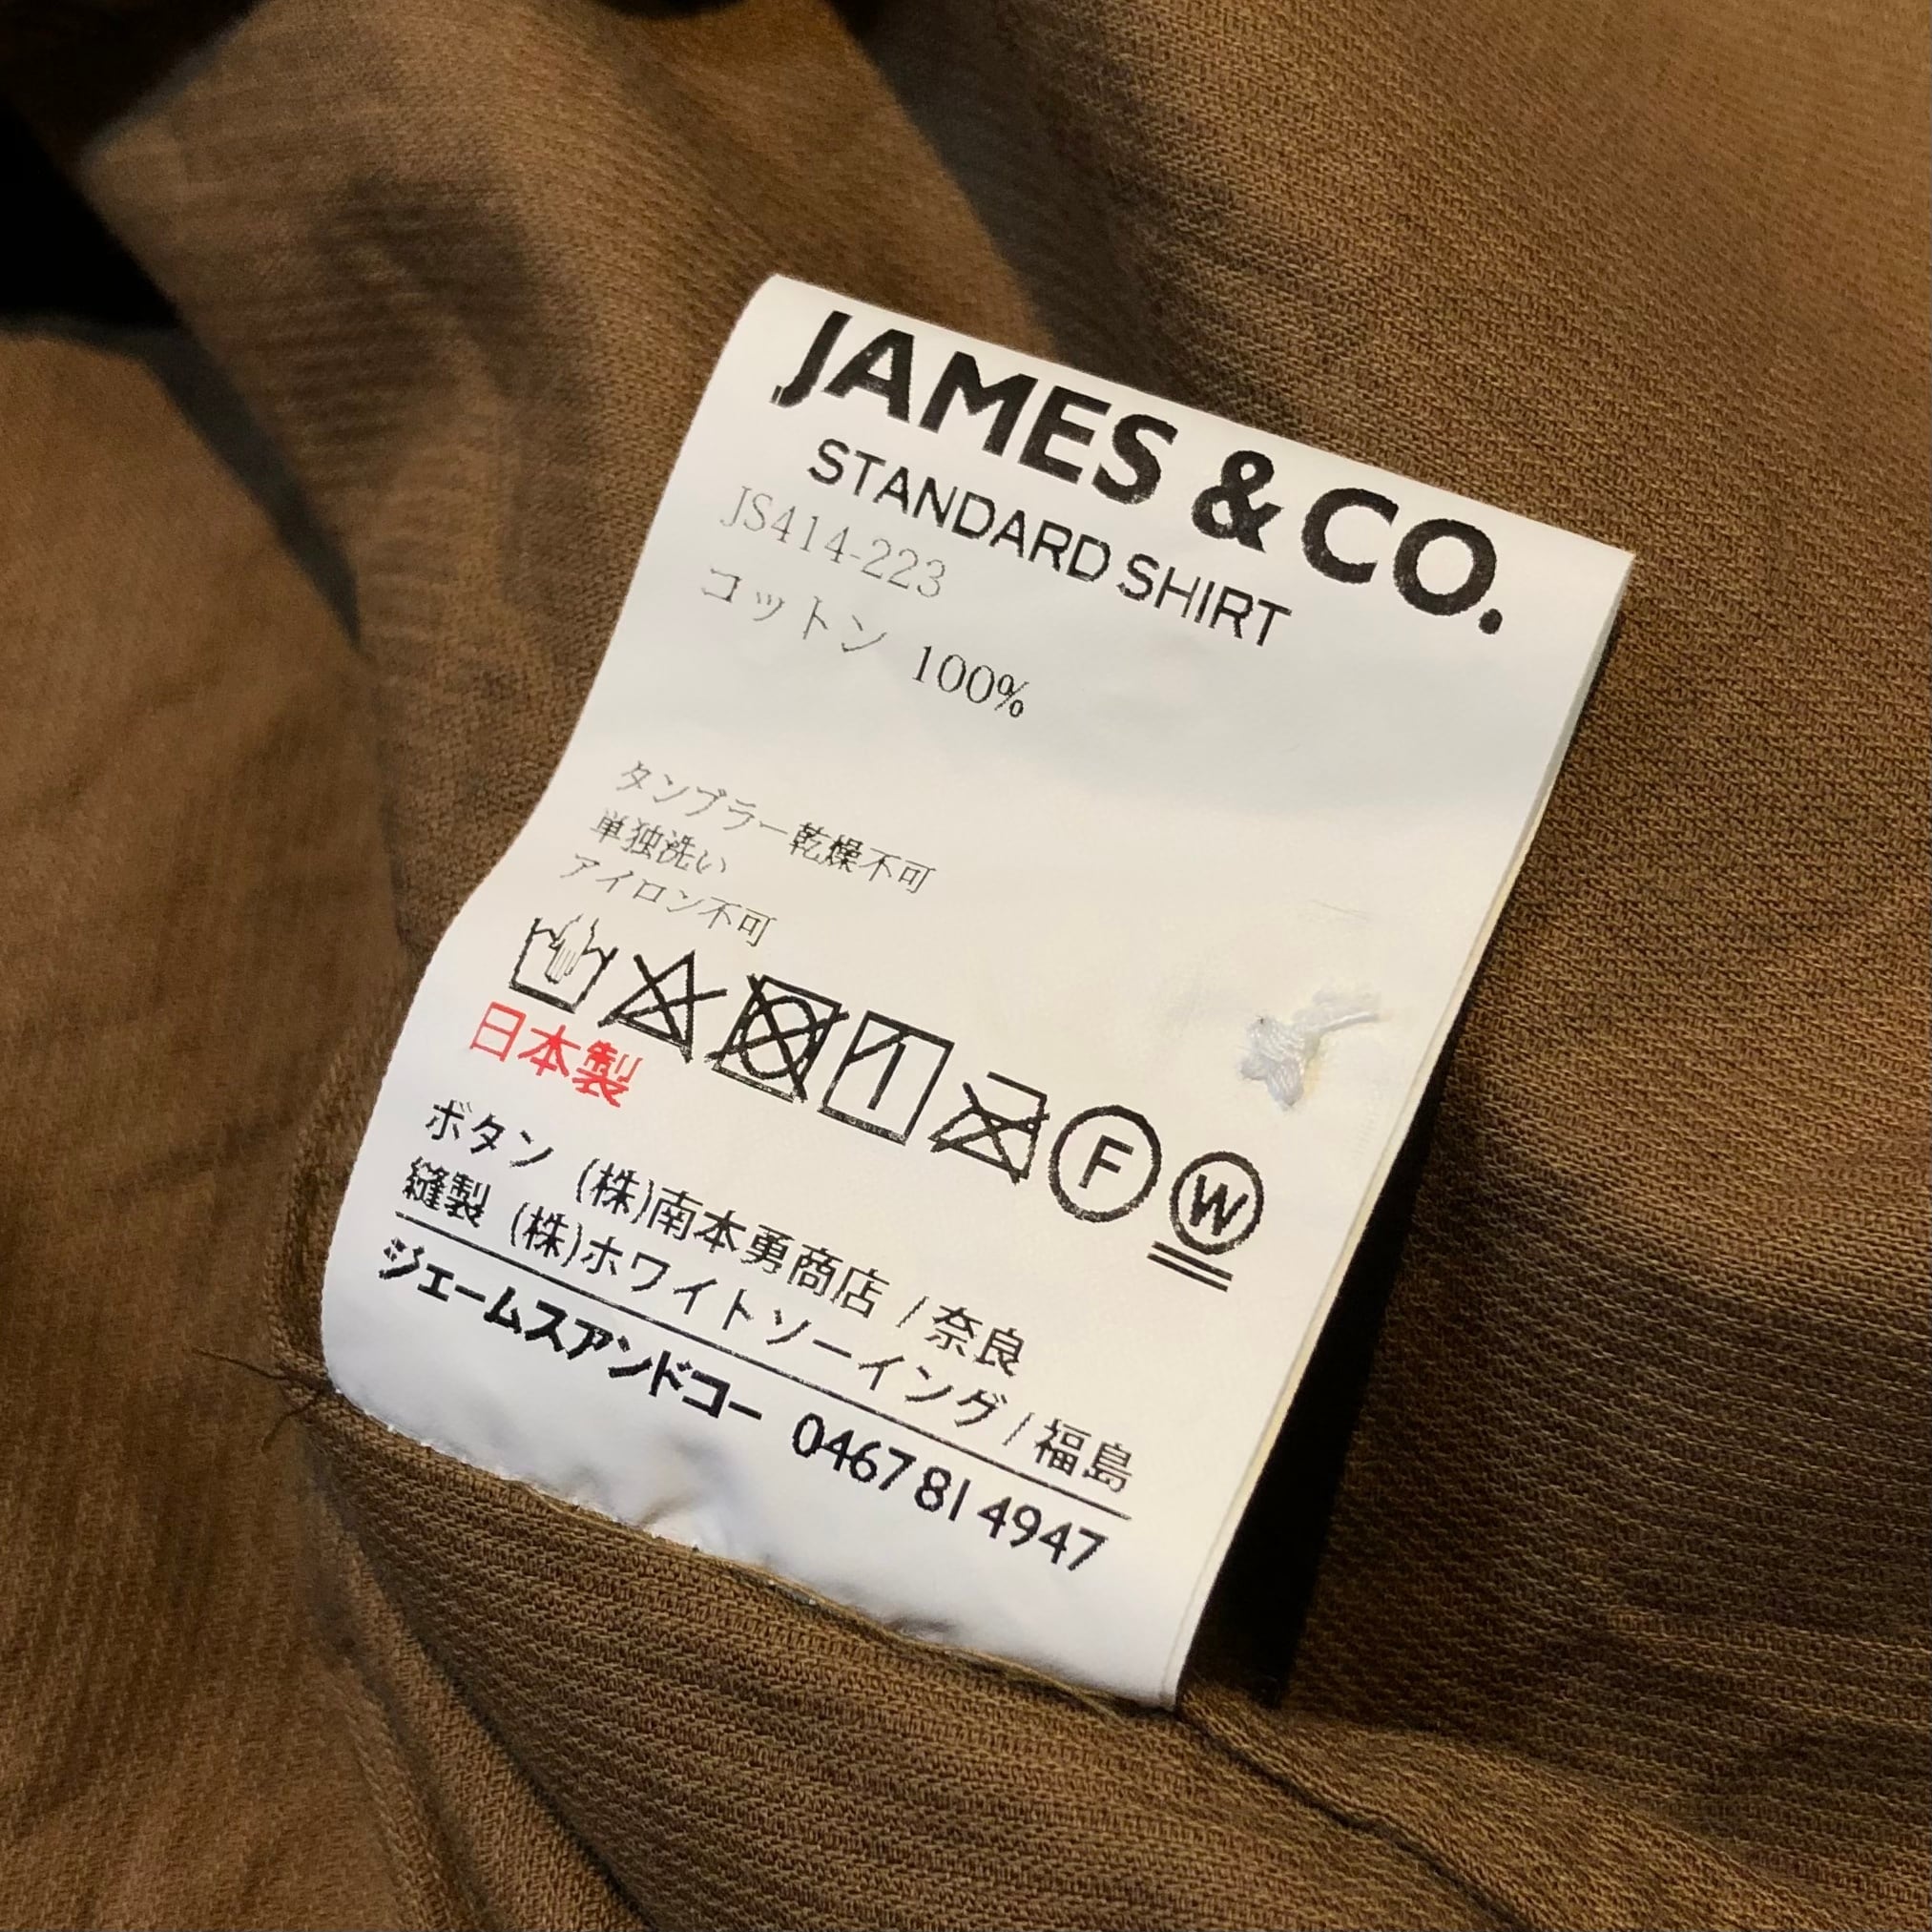 JAMES & CO.
STANDARD SHIRT
JS414-223
コットン 100%
タンブラー乾燥不可
単独洗い
アイロン不可
F W
日本製
ボタン (株)南本勇商店 / 奈良
縫製 (株)ホワイトソーイング / 福島
ジェームスアンドコー 0467 81 4947